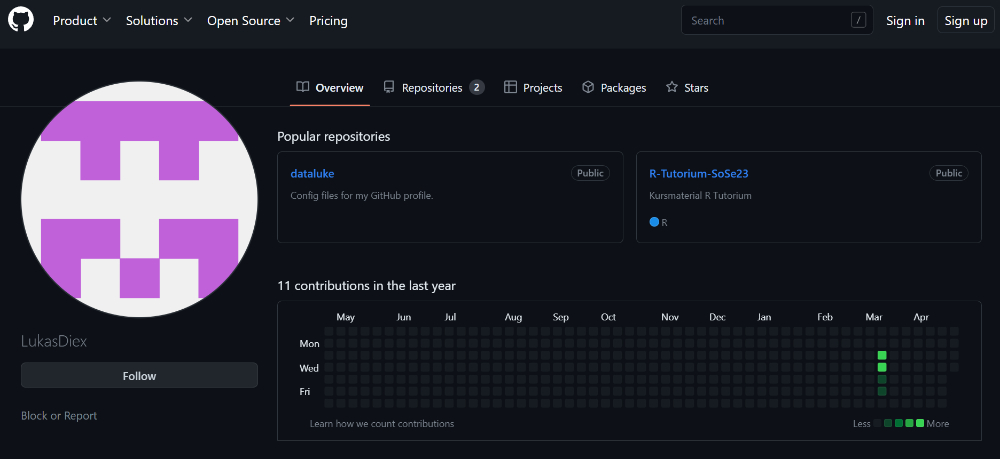 Product Solutions Open Source Pricing Search / Sign in Sign up
Overview Repositories 2 Projects Packages Stars
Popular repositories
dataluke Public
Config files for my GitHub profile.
R-Tutorium-SoSe23 Public
Kursmaterial R Tutorium
R
11 contributions in the last year
May Jun Jul Aug Sep Oct Nov Dec Jan Feb Mar Apr
Mon
Wed
Fri
Learn how we count contributions
Less More
LukasDiex
Follow
Block or Report